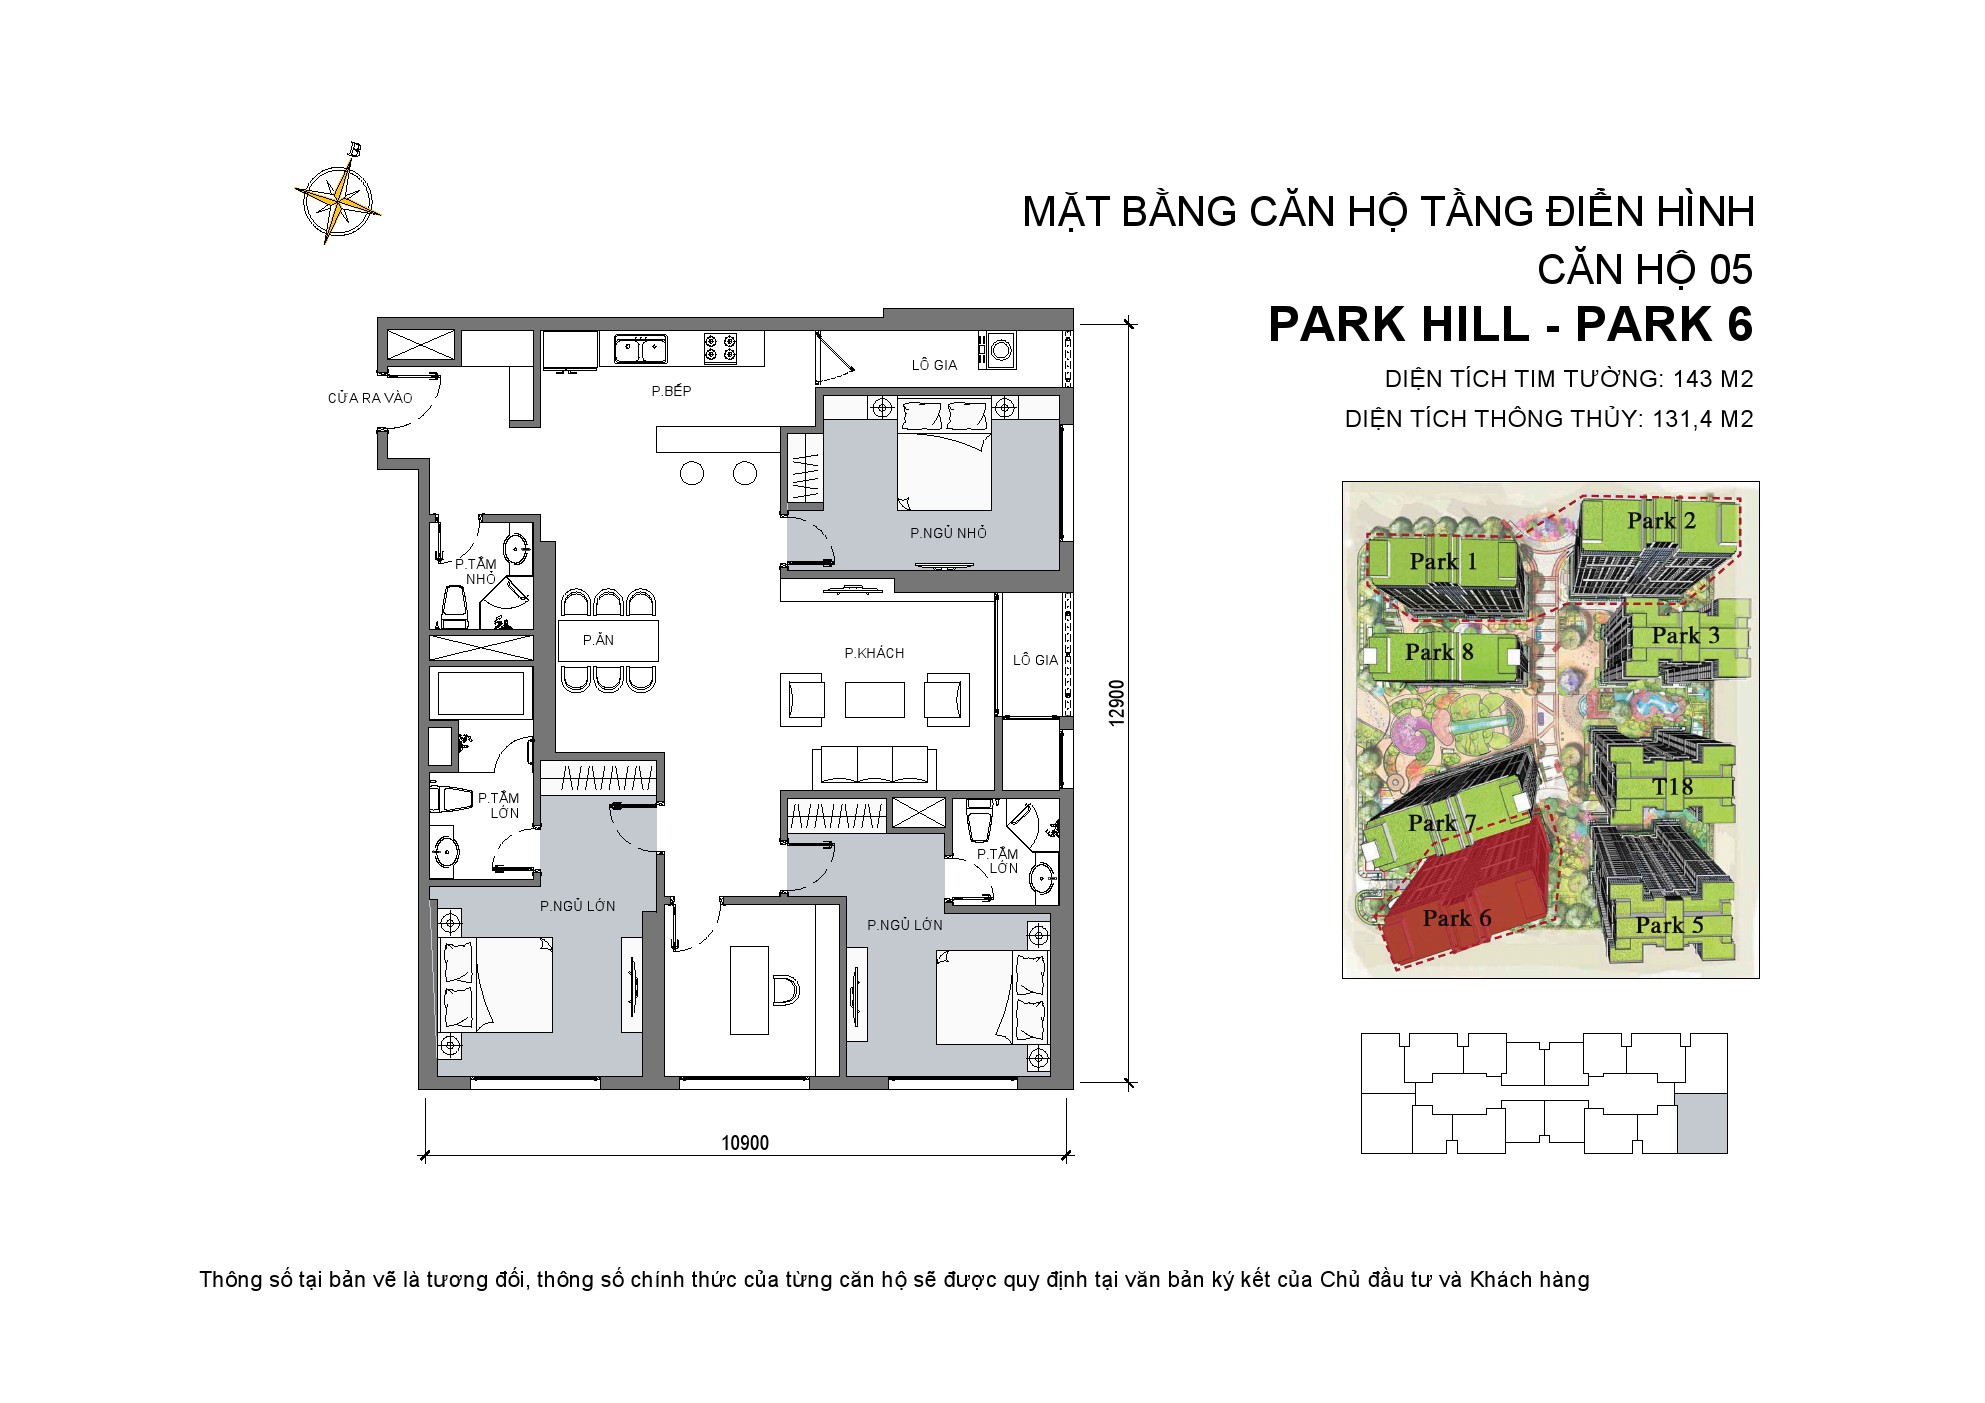 B
MẶT BẰNG CĂN HỘ TẦNG ĐIỂN HÌNH
CĂN HỘ 05
PARK HILL - PARK 6
DIỆN TÍCH TIM TƯỜNG: 143 M2
DIỆN TÍCH THÔNG THỦY: 131,4 M2
LÔ GIA
P.BẾP
CỬA RA VÀO
P.NGỦ NHỎ
P.TẮM
NHỎ
P.ĂN
P.KHÁCH
LÔ GIA
12900
P.TẮM
LỚN
P.TẮM
LỚN
P.NGỦ LỚN
P.NGỦ LỚN
10900
Park 2
Park 1
Park 3
Park 8
T18
Park 7
Park 6
Park 5
Thông số tại bản vẽ là tương đối, thông số chính thức của từng căn hộ sẽ được quy định tại văn bản ký kết của Chủ đầu tư và Khách hàng